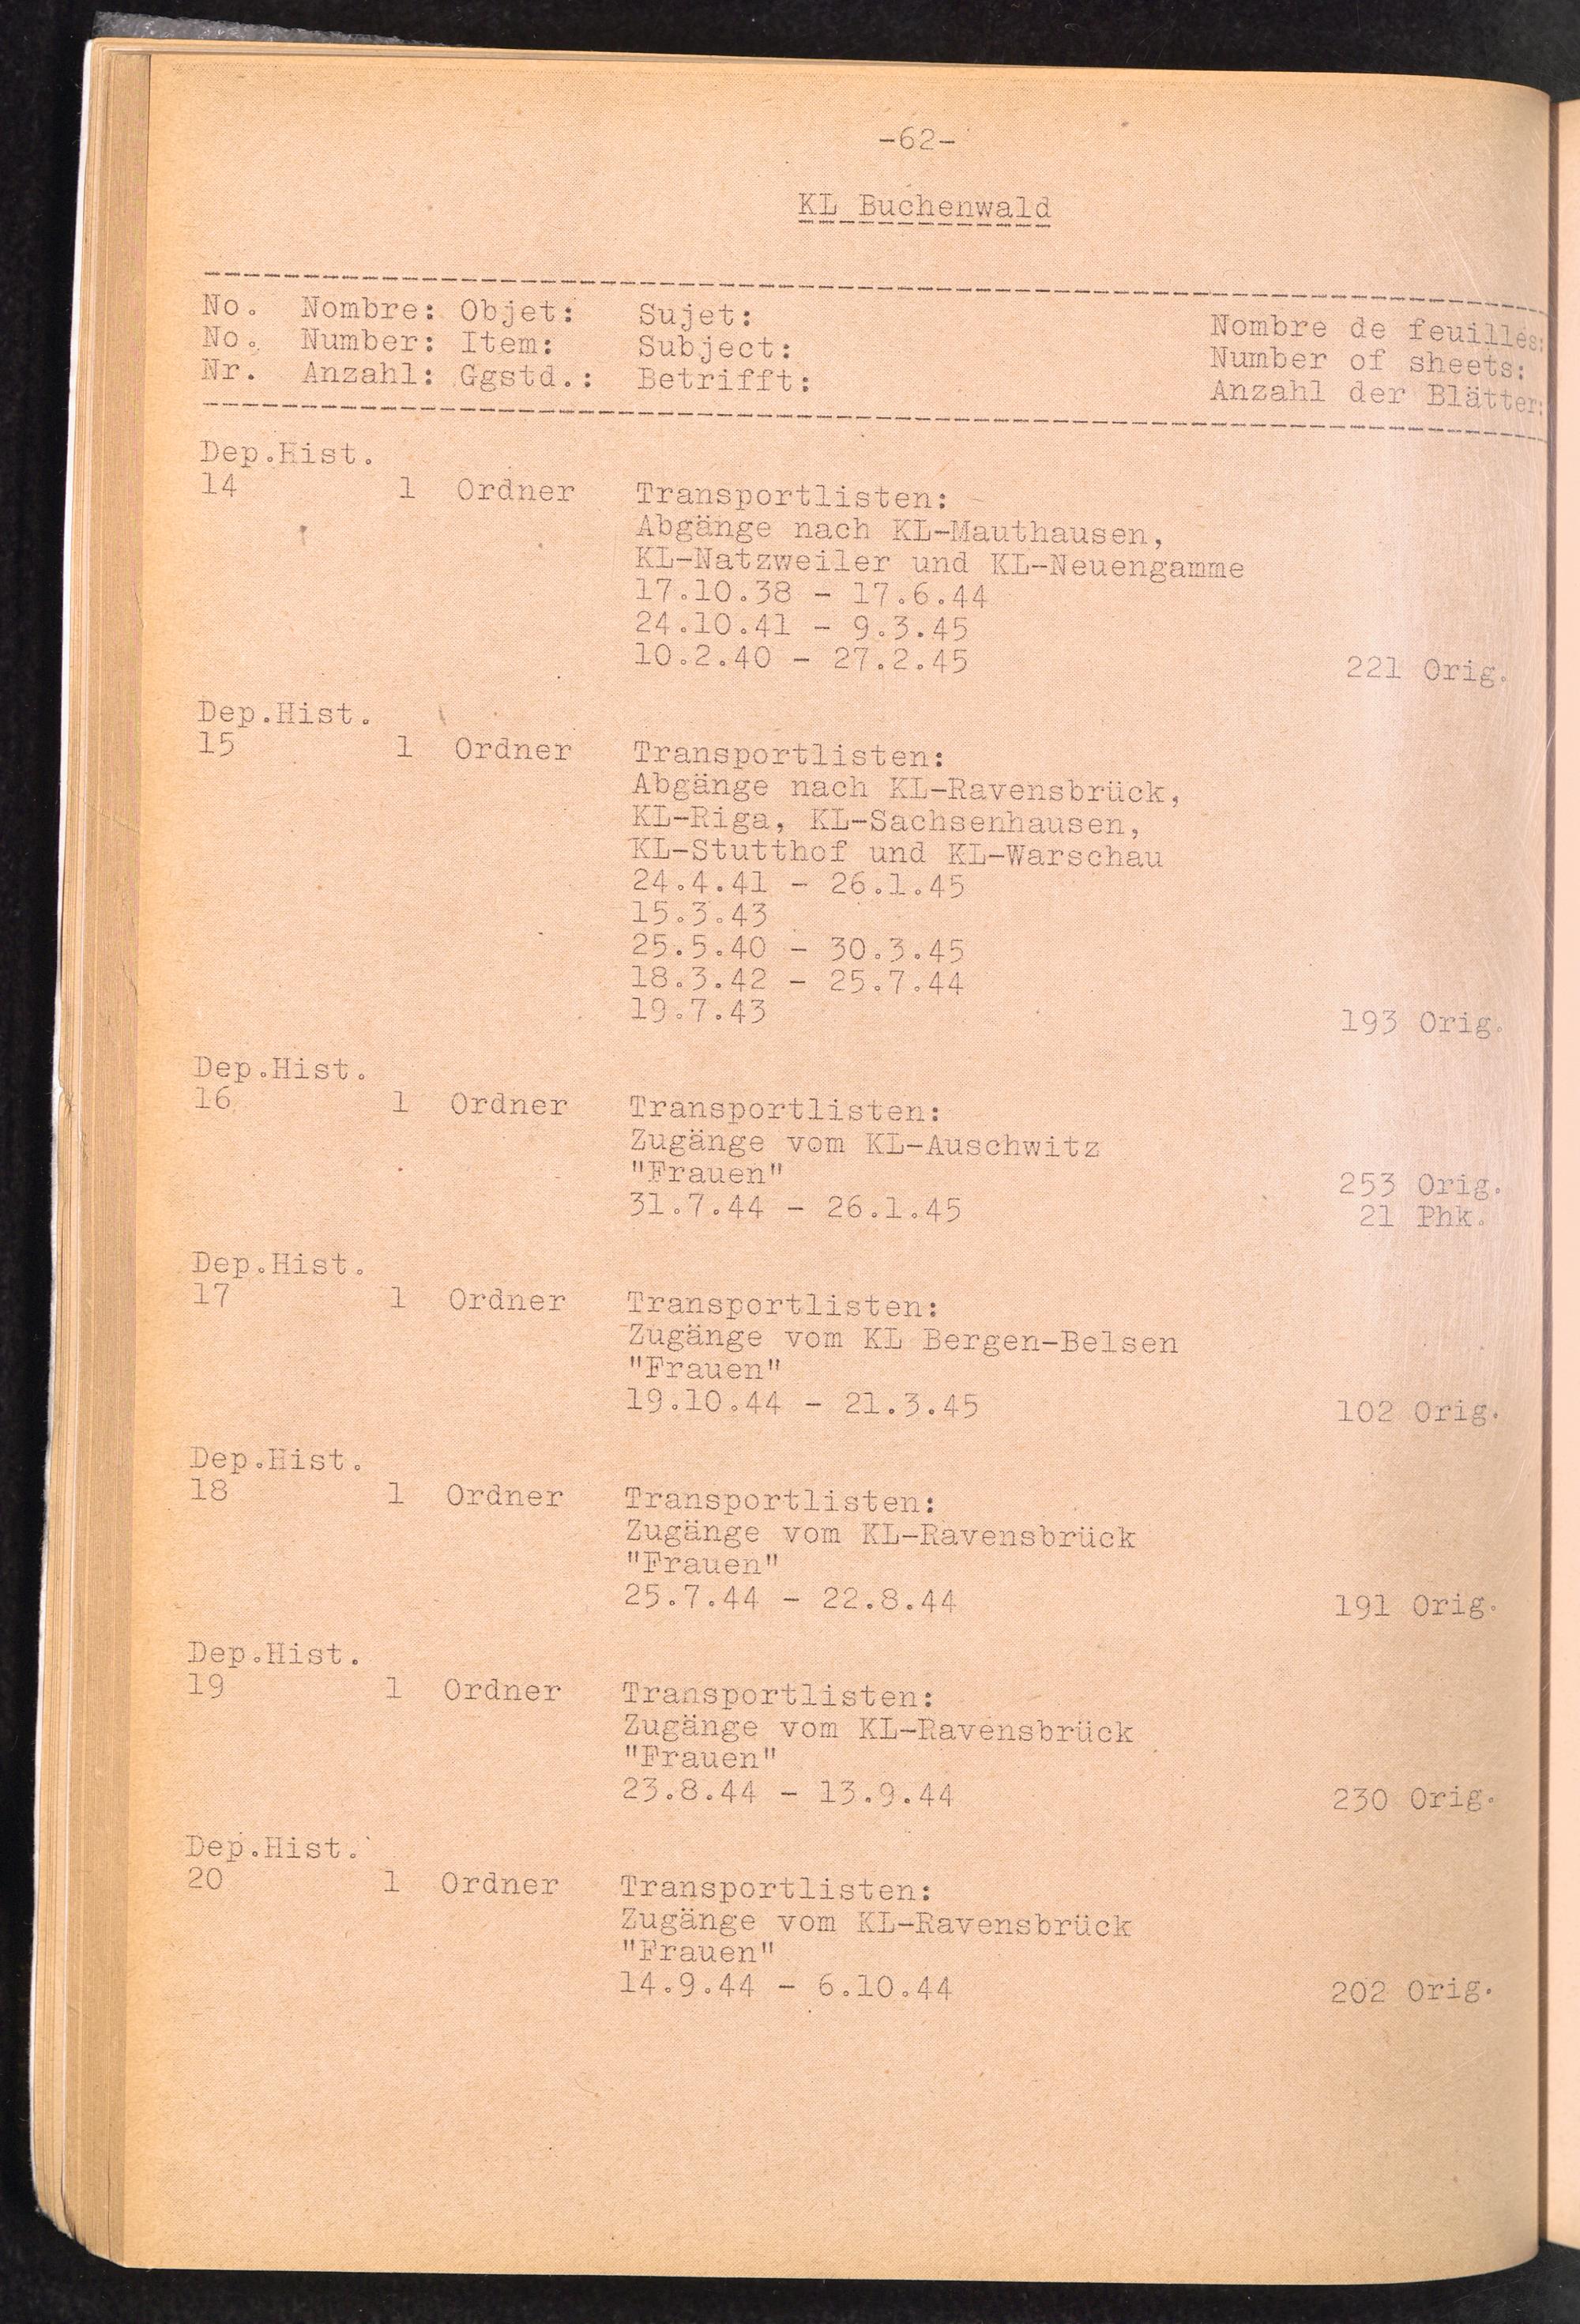 -62-
KL Buchenwald
No. Nombre: Objet: Sujet: Nombre de feuilles:
No. Number: Item: Subject: Number of sheets:
Nr. Anzahl: Ggstd.: Betrifft: Anzahl der Blätter:
Dep.Hist.
14 1 Ordner Transportlisten:
Abgänge nach KL-Mauthausen,
KL-Natzweiler und KL-Neuengamme
17.10.38 - 17.6.44
24.10.41 - 9.3.45
10.2.40 - 27.2.45 221 Orig.
Dep.Hist.
15 1 Ordner Transportlisten:
Abgänge nach KL-Ravensbrück,
KL-Riga, KL-Sachsenhausen,
KL-Stutthof und KL-Warschau
24.4.41 - 26.1.45
15.3.43
25.5.40 - 30.3.45
18.3.42 - 25.7.44
19.7.43 193 Orig.
Dep.Hist.
16 1 Ordner Transportlisten:
Zugänge vom KL-Auschwitz
"Frauen" 253 Orig.
31.7.44 - 26.1.45 21 Phk.
Dep.Hist.
17 1 Ordner Transportlisten:
Zugänge vom KL Bergen-Belsen
"Frauen"
19.10.44 - 21.3.45 102 Orig.
Dep.Hist.
18 1 Ordner Transportlisten:
Zugänge vom KL-Ravensbrück
"Frauen"
25.7.44 - 22.8.44 191 Orig.
Dep.Hist.
19 1 Ordner Transportlisten:
Zugänge vom KL-Ravensbrück
"Frauen"
23.8.44 - 13.9.44 230 Orig.
Dep.Hist.
20 1 Ordner Transportlisten:
Zugänge vom KL-Ravensbrück
"Frauen"
14.9.44 - 6.10.44 202 Orig.